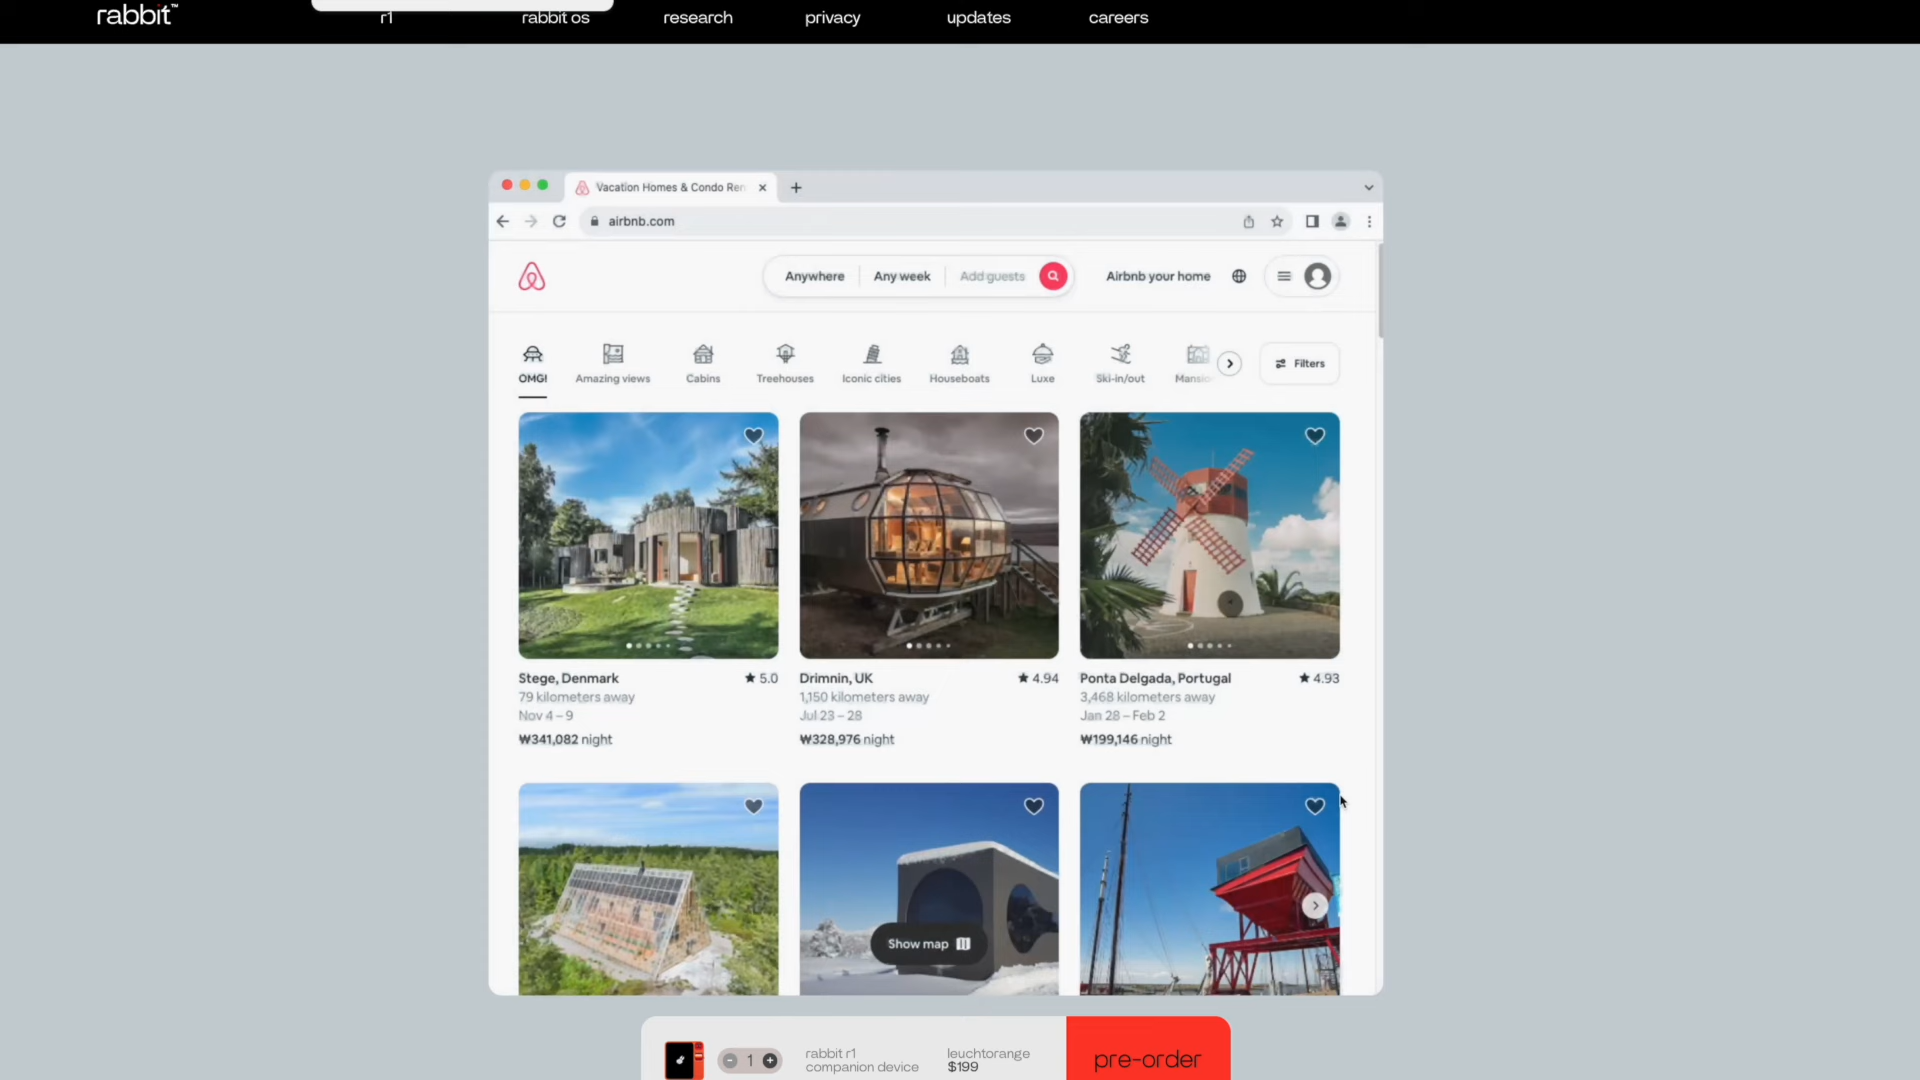 rabbit™
r1
rabbit os
research
privacy
updates
careers
Vacation Homes & Condo Ren
airbnb.com
Anywhere
Any week
Add guests
Airbnb your home
OMG!
Amazing views
Cabins
Treehouses
Iconic cities
Houseboats
Luxe
Ski-in/out
Mansio
Filters
Stege, Denmark ★ 5.0
79 kilometers away
Nov 4 – 9
₩341,082 night
Drimnin, UK ★ 4.94
1,150 kilometers away
Jul 23 – 28
₩328,976 night
Ponta Delgada, Portugal ★ 4.93
3,468 kilometers away
Jan 28 – Feb 2
₩199,146 night
Show map
- 1 +
rabbit r1
companion device
leuchtorange
$199
pre-order